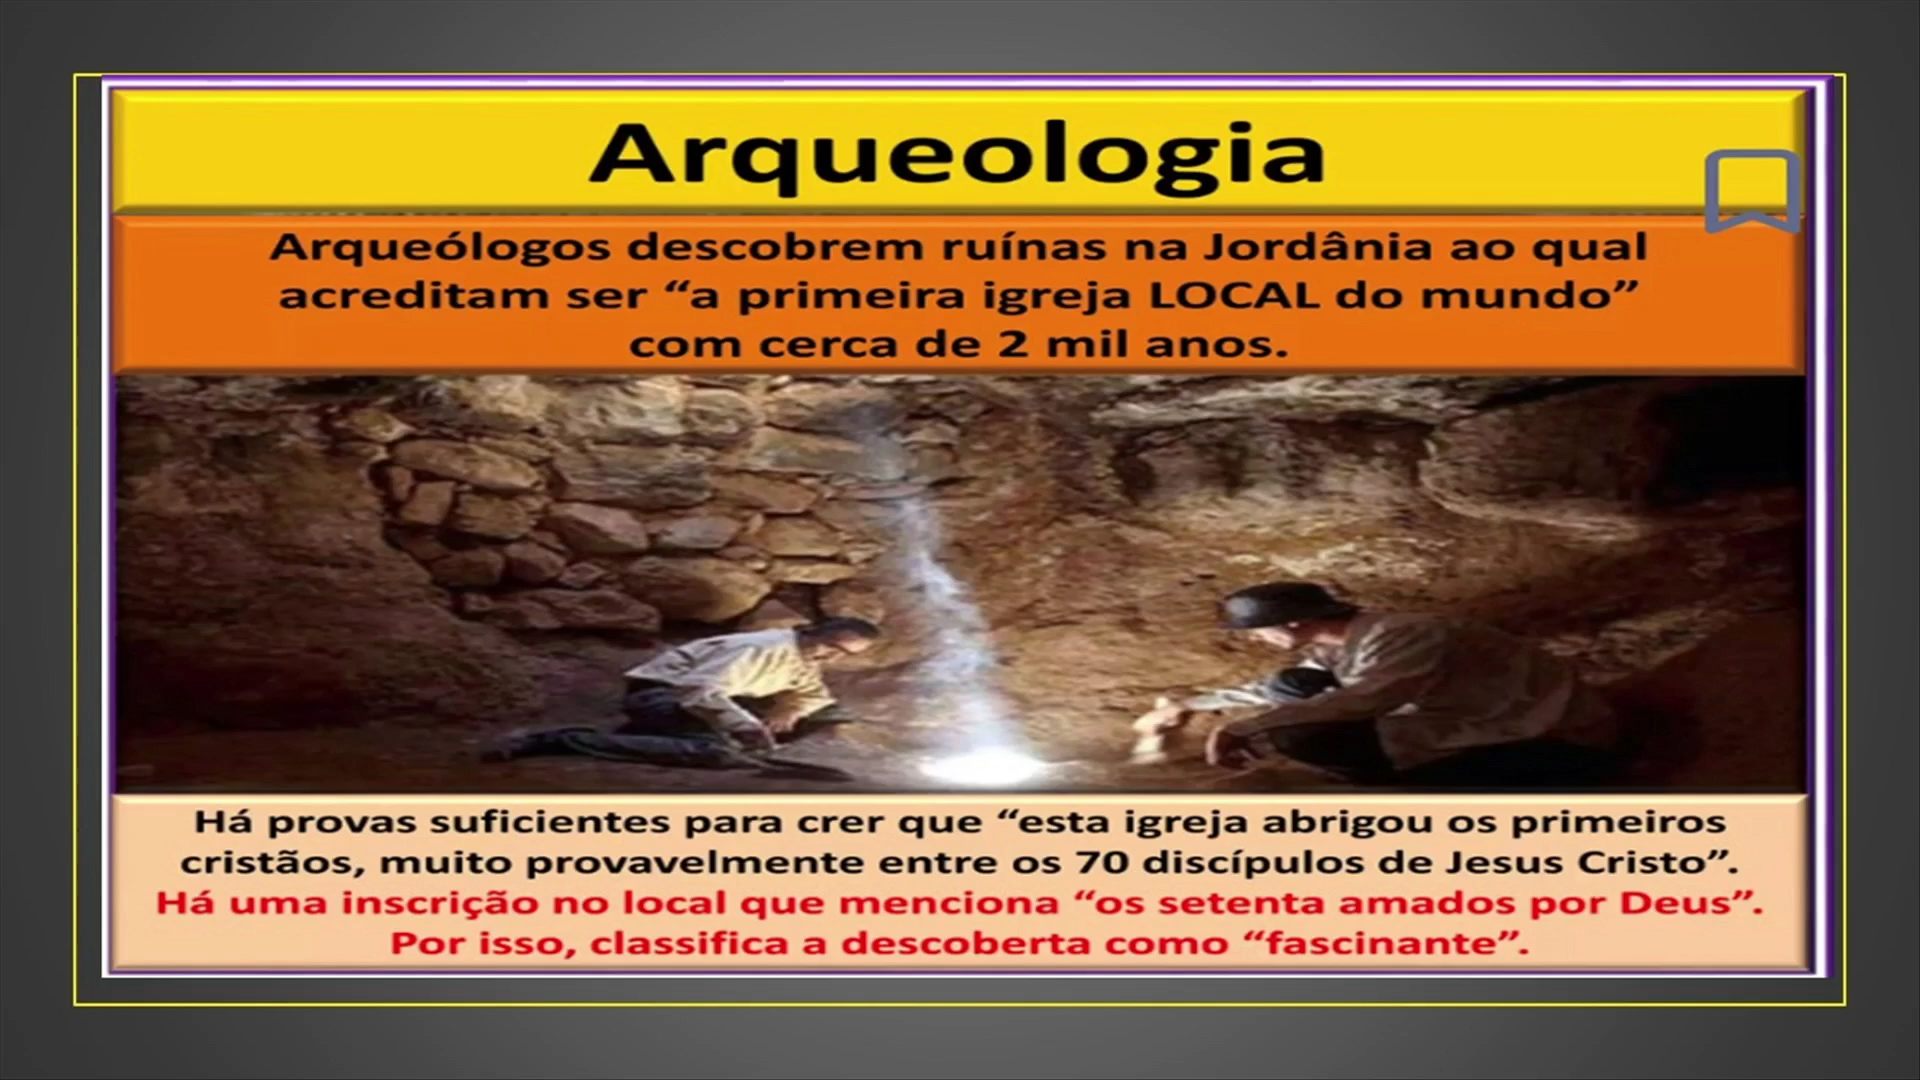 Arqueologia
Arqueólogos descobrem ruínas na Jordânia ao qual
acreditam ser “a primeira igreja LOCAL do mundo”
com cerca de 2 mil anos.
Há provas suficientes para crer que “esta igreja abrigou os primeiros
cristãos, muito provavelmente entre os 70 discípulos de Jesus Cristo”.
Há uma inscrição no local que menciona “os setenta amados por Deus”.
Por isso, classifica a descoberta como “fascinante”.